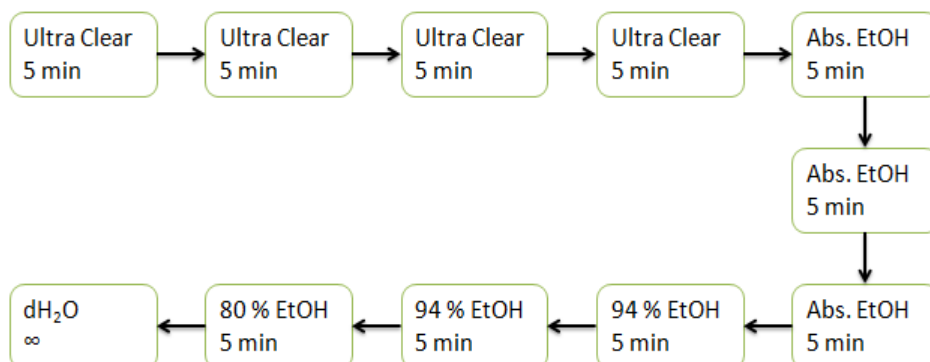 Ultra Clear
5 min
Ultra Clear
5 min
Ultra Clear
5 min
Ultra Clear
5 min
Abs. EtOH
5 min
Abs. EtOH
5 min
Abs. EtOH
5 min
94 % EtOH
5 min
94 % EtOH
5 min
80 % EtOH
5 min
dH₂O
∞